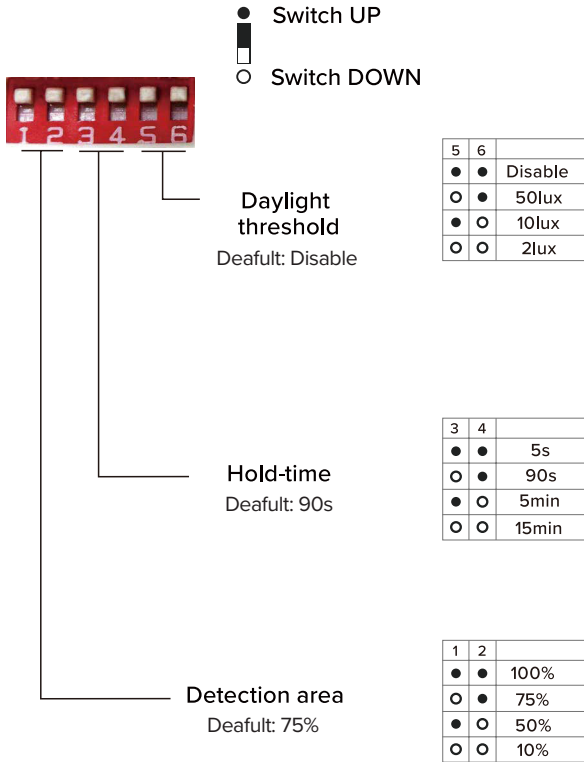 ● Switch UP
○ Switch DOWN
1 2 3 4 5 6
Daylight
threshold
Deafult: Disable
5 6
● ● Disable
○ ● 50lux
● ○ 10lux
○ ○ 2lux
Hold-time
Deafult: 90s
3 4
● ● 5s
○ ● 90s
● ○ 5min
○ ○ 15min
Detection area
Deafult: 75%
1 2
● ● 100%
○ ● 75%
● ○ 50%
○ ○ 10%